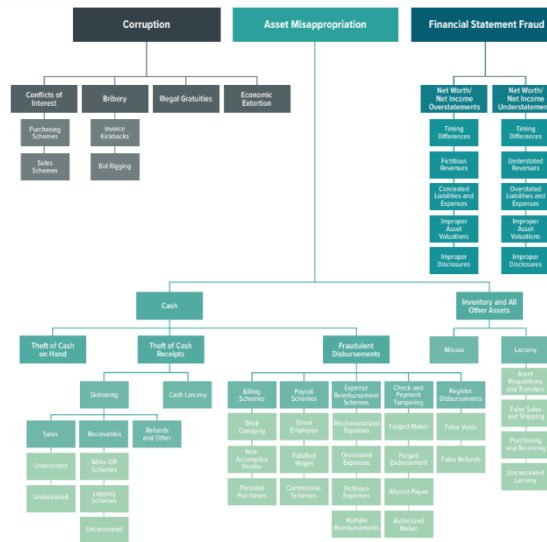 Corruption
Asset Misappropriation
Financial Statement Fraud
Conflicts of
Interest
Bribery
Illegal Gratuities
Economic
Extortion
Net Worth/
Net Income
Overstatements
Net Worth/
Net Income
Understatements
Purchasing
Schemes
Invoice
Kickbacks
Timing
Differences
Timing
Differences
Sales
Schemes
Bid Rigging
Fictitious
Revenues
Understated
Revenues
Concealed
Liabilities and
Expenses
Overstated
Liabilities and
Expenses
Improper
Asset
Valuations
Improper
Asset
Valuations
Improper
Disclosures
Improper
Disclosures
Cash
Inventory and All
Other Assets
Theft of Cash
on Hand
Theft of Cash
Receipts
Fraudulent
Disbursements
Misuse
Larceny
Skimming
Cash Larceny
Billing
Schemes
Payroll
Schemes
Expense
Reimbursement
Schemes
Check and
Payment
Tampering
Register
Disbursements
Asset
Requisitions and
Transfers
Sales
Receivables
Refunds
and Other
Shell
Company
Ghost
Employee
Mischaracterized
Expenses
Forged Maker
False Voids
False Sales
and Shipping
Unrecorded
Write-Off
Schemes
Non-
Accomplice
Vendor
Falsified
Wages
Overstated
Expenses
Forged
Endorsement
False Refunds
Purchasing and
Receiving
Understated
Lapping
Schemes
Personal
Purchases
Commission
Schemes
Fictitious
Expenses
Altered Payee
Unconcealed
Larceny
Unconcealed
Multiple
Reimbursements
Authorized
Maker